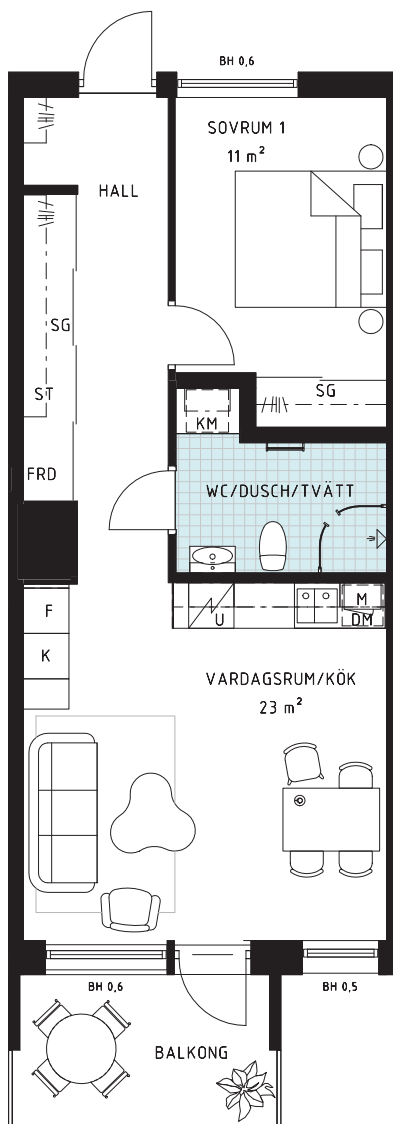 BH 0,6
SOVRUM 1
11 m²
HALL
SG
ST
SG
KM
FRD
WC/DUSCH/TVÄTT
F
M
U
DM
K
VARDAGSRUM/KÖK
23 m²
BH 0,6
BH 0,5
BALKONG